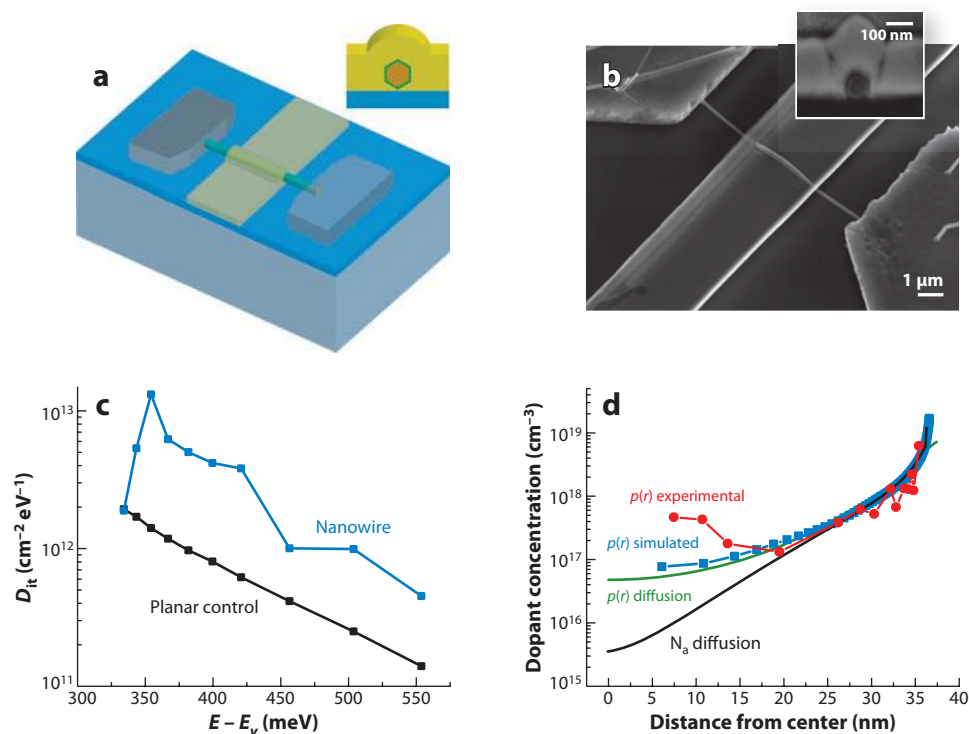 a
b
100 nm
1 µm
c
10¹³
10¹²
10¹¹
D_it (cm⁻² eV⁻¹)
Nanowire
Planar control
300 350 400 450 500 550
E – E_v (meV)
d
10¹⁹
10¹⁸
10¹⁷
10¹⁶
10¹⁵
Dopant concentration (cm⁻³)
p(r) experimental
p(r) simulated
p(r) diffusion
N_a diffusion
0 5 10 15 20 25 30 35 40
Distance from center (nm)